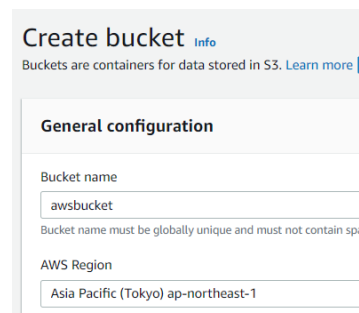 Create bucket Info
Buckets are containers for data stored in S3. Learn more
General configuration
Bucket name
awsbucket
Bucket name must be globally unique and must not contain
AWS Region
Asia Pacific (Tokyo) ap-northeast-1